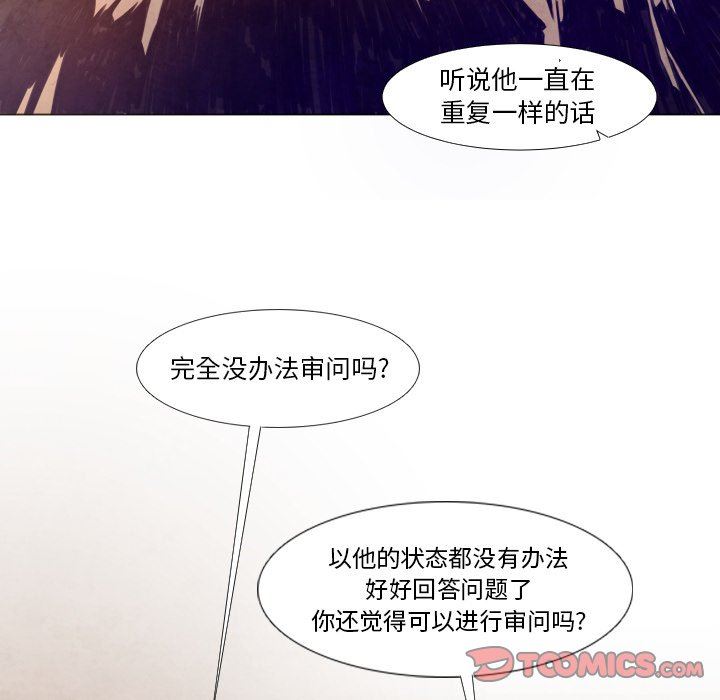 听说他一直在
重复一样的话
完全没办法审问吗?
以他的状态都没有办法
好好回答问题了
你还觉得可以进行审问吗?
DTCOMICS.COM